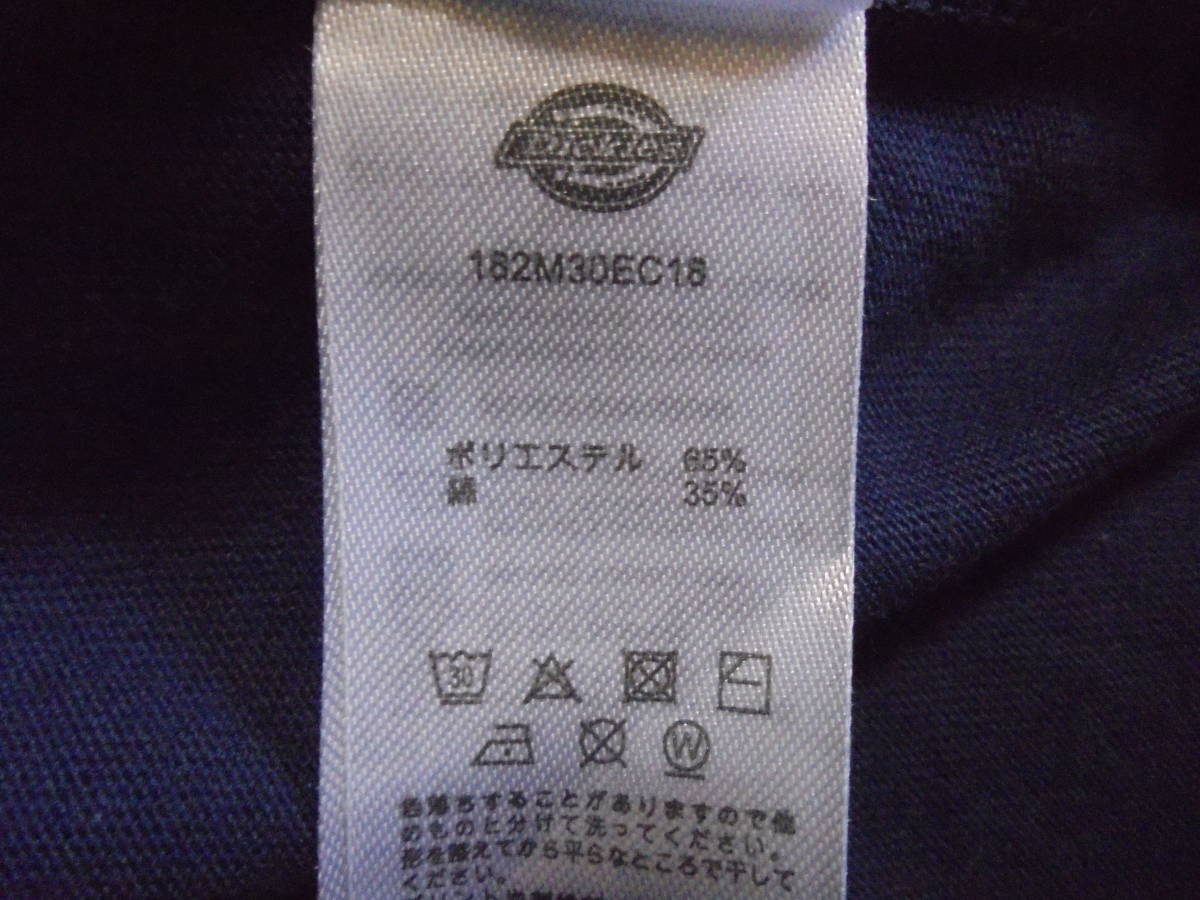 Dickies
182M30EC18
ポリエステル 65%
綿 35%
30
W
色落ちすることがありますので他
のものと分けて洗ってください。
形を整えてから平らなところで干して
ください。